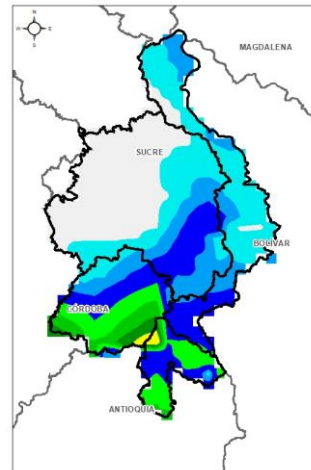 N
E
S
MAGDALENA
SUCRE
BOLIVAR
CÓRDOBA
ANTIOQUIA